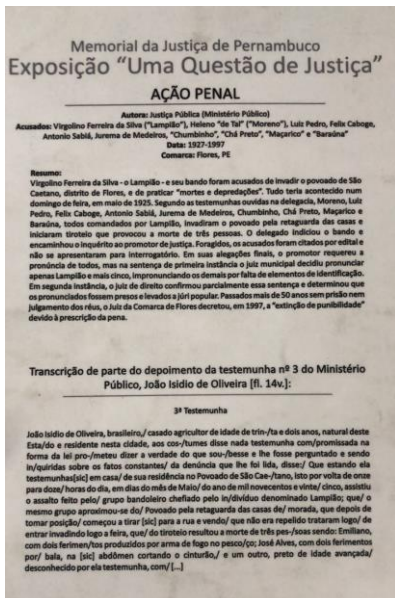 Memorial da Justiça de Pernambuco
Exposição “Uma Questão de Justiça”
AÇÃO PENAL
Autora: Justiça Pública (Ministério Público)
Acusados: Virgolino Ferreira da Silva (“Lampião”), Heleno “de Tal” (“Moreno”), Luiz Pedro, Felix Caboge,
Antonio Sabiá, Jurema de Medeiros, “Chumbinho”, “Chá Preto”, “Maçarico” e “Baraúna”
Data: 1927-1997
Comarca: Flores, PE
Resumo:
Virgolino Ferreira da Silva - o Lampião - e seu bando foram acusados de invadir o povoado de São
Caetano, distrito de Flores, e de praticar “mortes e depredações”. Tudo teria acontecido num
domingo de feira, em maio de 1925. Segundo as testemunhas ouvidas na delegacia, Moreno, Luiz
Pedro, Felix Caboge, Antonio Sabiá, Jurema de Medeiros, Chumbinho, Chá Preto, Maçarico e
Baraúna, todos comandados por Lampião, invadiram o povoado pela retaguarda das casas e
iniciaram tiroteio que provocou a morte de três pessoas. O delegado indiciou o bando e
encaminhou o inquérito ao promotor de justiça. Foragidos, os acusados foram citados por edital e
não se apresentaram para interrogatório. Em suas alegações finais, o promotor requereu a
pronúncia de todos, mas na sentença de primeira instância o juiz municipal decidiu pronunciar
apenas Lampião e mais cinco, impronunciando os demais por falta de elementos de identificação.
Em segunda instância, o juiz de direito confirmou parcialmente essa sentença e determinou que
os pronunciados fossem presos e levados a júri popular. Passados mais de 50 anos sem prisão nem
julgamento dos réus, o Juiz da Comarca de Flores decretou, em 1997, a “extinção de punibilidade”
devido à prescrição da pena.
Transcrição de parte do depoimento da testemunha nº 3 do Ministério
Público, João Isidio de Oliveira [fl. 14v.]:
3ª Testemunha
João Isídio de Oliveira, brasileiro,/ casado agricultor de idade de trin-/ta e dois anos, natural deste
Esta/do e residente nesta cidade, aos cos-/tumes disse nada testemunha com/promissada na
forma da lei pro-/meteu dizer a verdade do que sou-/besse e lhe fosse perguntado e sendo
in/quiridas sobre os fatos constantes/ da denúncia que lhe foi lida, disse:/ Que estando ela
testemunhas[sic] em casa/ de sua residência no Povoado de São Cae-/tano, isto por volta de onze
para doze/ horas do dia, em dias do mês de Maio/ do ano de mil novecentos e vinte/ cinco, assistiu
o assalto feito pelo/ grupo bandoleiro chefiado pelo in/divíduo denominado Lampião; que/ o
mesmo grupo aproximou-se do/ Povoado pela retaguarda das casas de/ morada, que depois de
tomar posição/ começou a tirar [sic] para a rua e vendo/ que não era repelido trataram logo/ de
entrar invadindo logo a feira, que/ do tiroteio resultou a morte de três pes-/soas sendo: Emiliano,
com dois ferimen/tos produzidos por arma de fogo no pesco/ço; José Alves, com dois ferimentos
por/ bala, na [sic] abdômen cortando o cinturão,/ e um outro, preto de idade avançada/
desconhecido por ela testemunha, com/ [...]